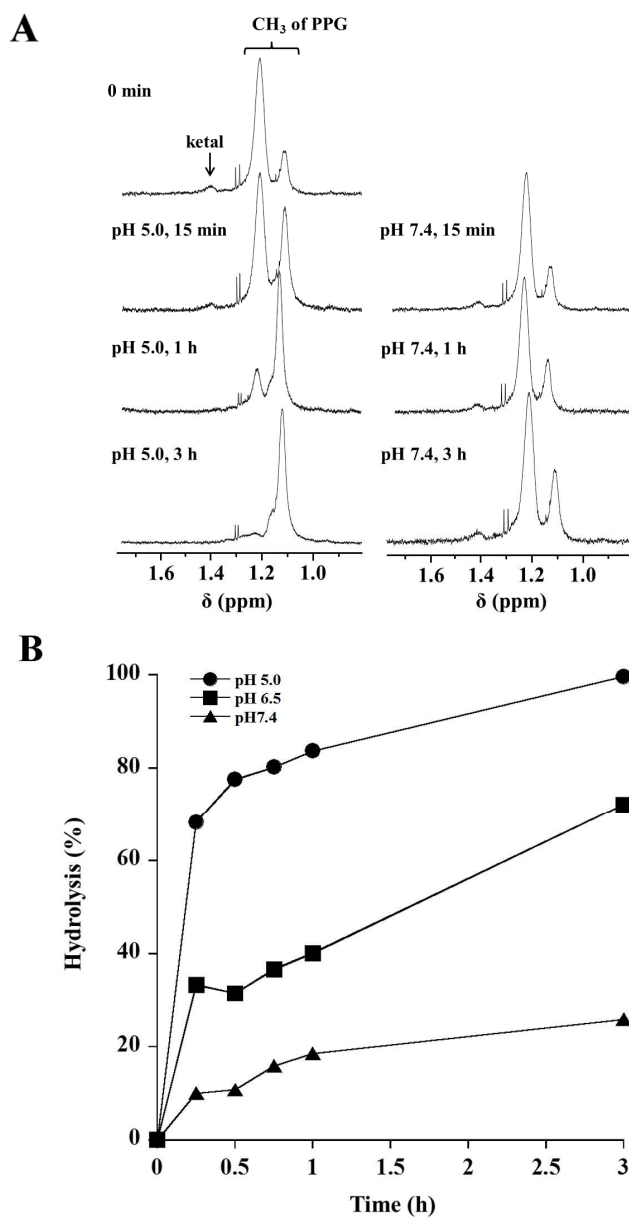 A
CH3 of PPG
0 min
ketal
pH 5.0, 15 min
pH 7.4, 15 min
pH 5.0, 1 h
pH 7.4, 1 h
pH 5.0, 3 h
pH 7.4, 3 h
1.6 1.4 1.2 1.0
δ (ppm)
1.6 1.4 1.2 1.0
δ (ppm)
B
100
80
60
40
20
0
Hydrolysis (%)
pH 5.0
pH 6.5
pH7.4
0 0.5 1 1.5 2 2.5 3
Time (h)